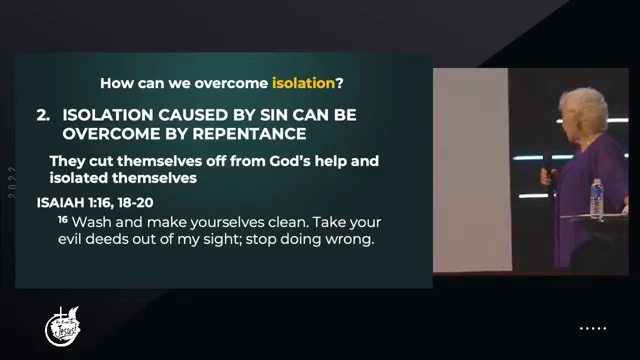 How can we overcome isolation?
2. ISOLATION CAUSED BY SIN CAN BE
OVERCOME BY REPENTANCE
They cut themselves off from God's help and
isolated themselves
ISAIAH 1:16, 18-20
16 Wash and make yourselves clean. Take your
evil deeds out of my sight; stop doing wrong.
2022
Jesus